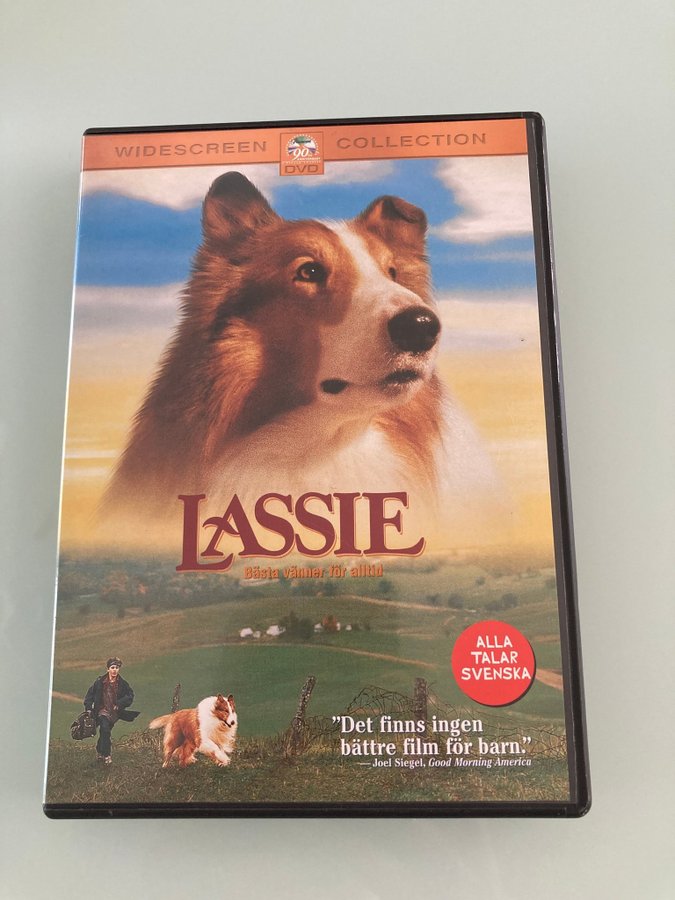 WIDESCREEN COLLECTION
90th
DVD
LASSIE
Bästa vänner för alltid
ALLA
TALAR
SVENSKA
”Det finns ingen
bättre film för barn.”
—Joel Siegel, Good Morning America